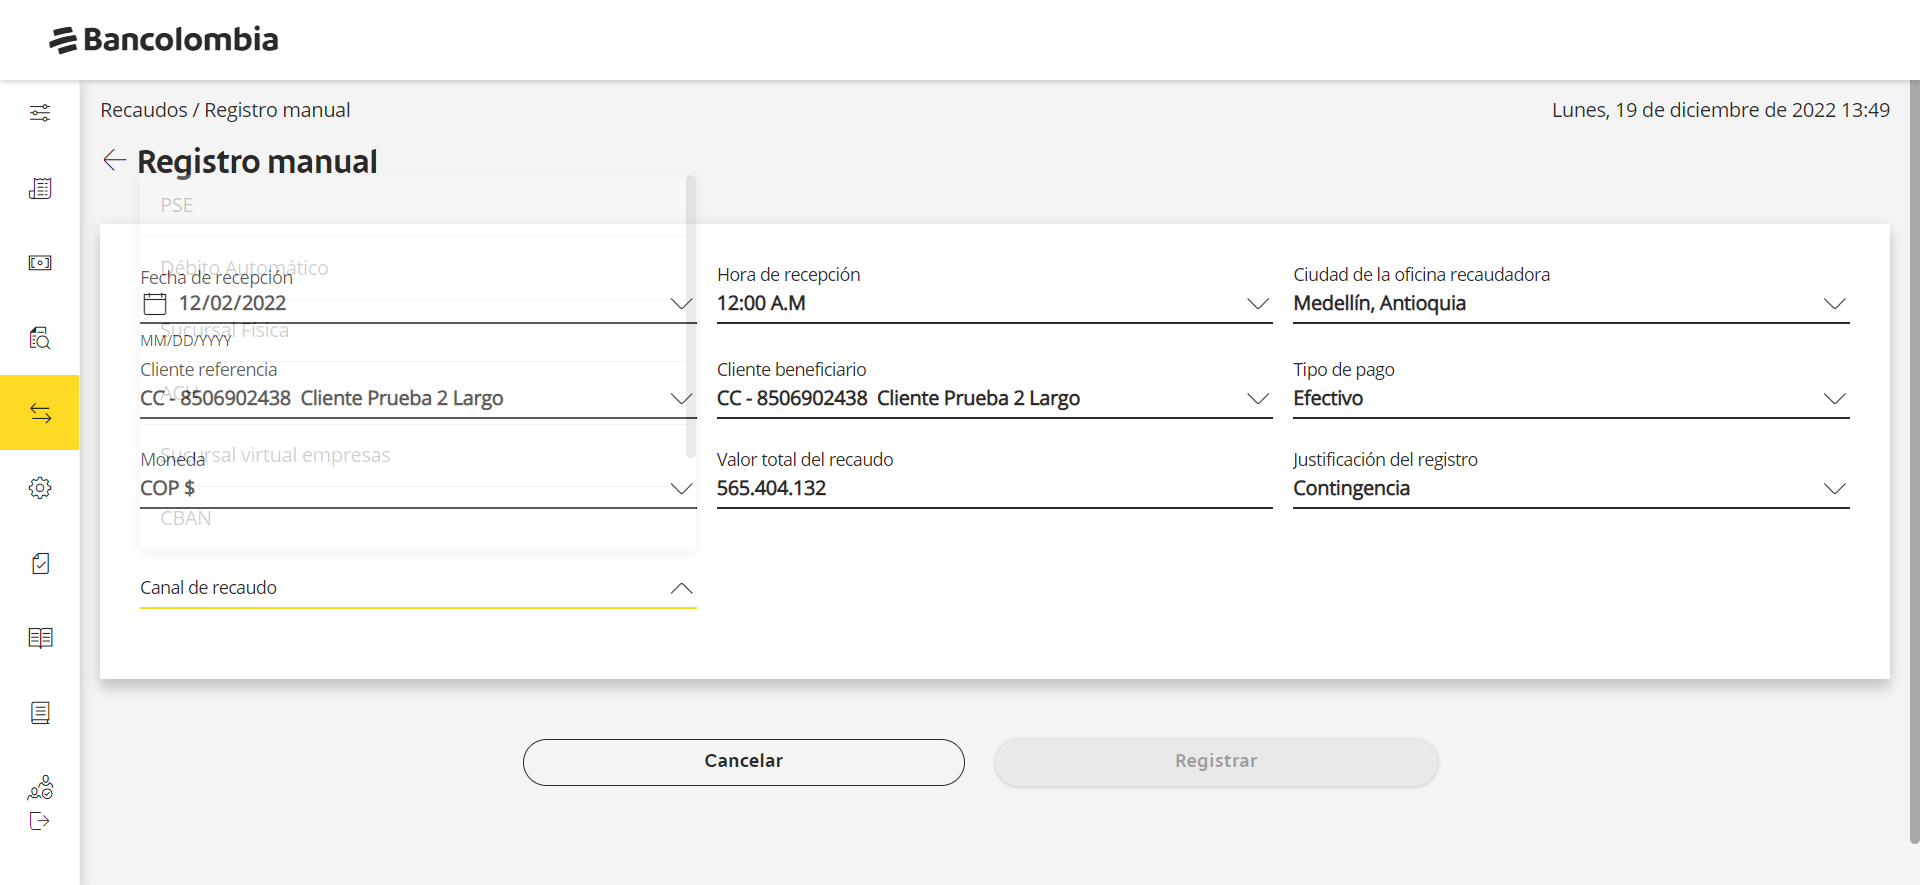 Bancolombia
Recaudos / Registro manual
Lunes, 19 de diciembre de 2022 13:49
Registro manual
PSE
Débito Automático
Sucursal Física
ACH
Sucursal virtual empresas
CBAN
Fecha de recepción
12/02/2022
MM/DD/YYYY
Hora de recepción
12:00 A.M
Ciudad de la oficina recaudadora
Medellín, Antioquia
Cliente referencia
CC - 8506902438 Cliente Prueba 2 Largo
Cliente beneficiario
CC - 8506902438 Cliente Prueba 2 Largo
Tipo de pago
Efectivo
Moneda
COP $
Valor total del recaudo
565.404.132
Justificación del registro
Contingencia
Canal de recaudo
Cancelar
Registrar